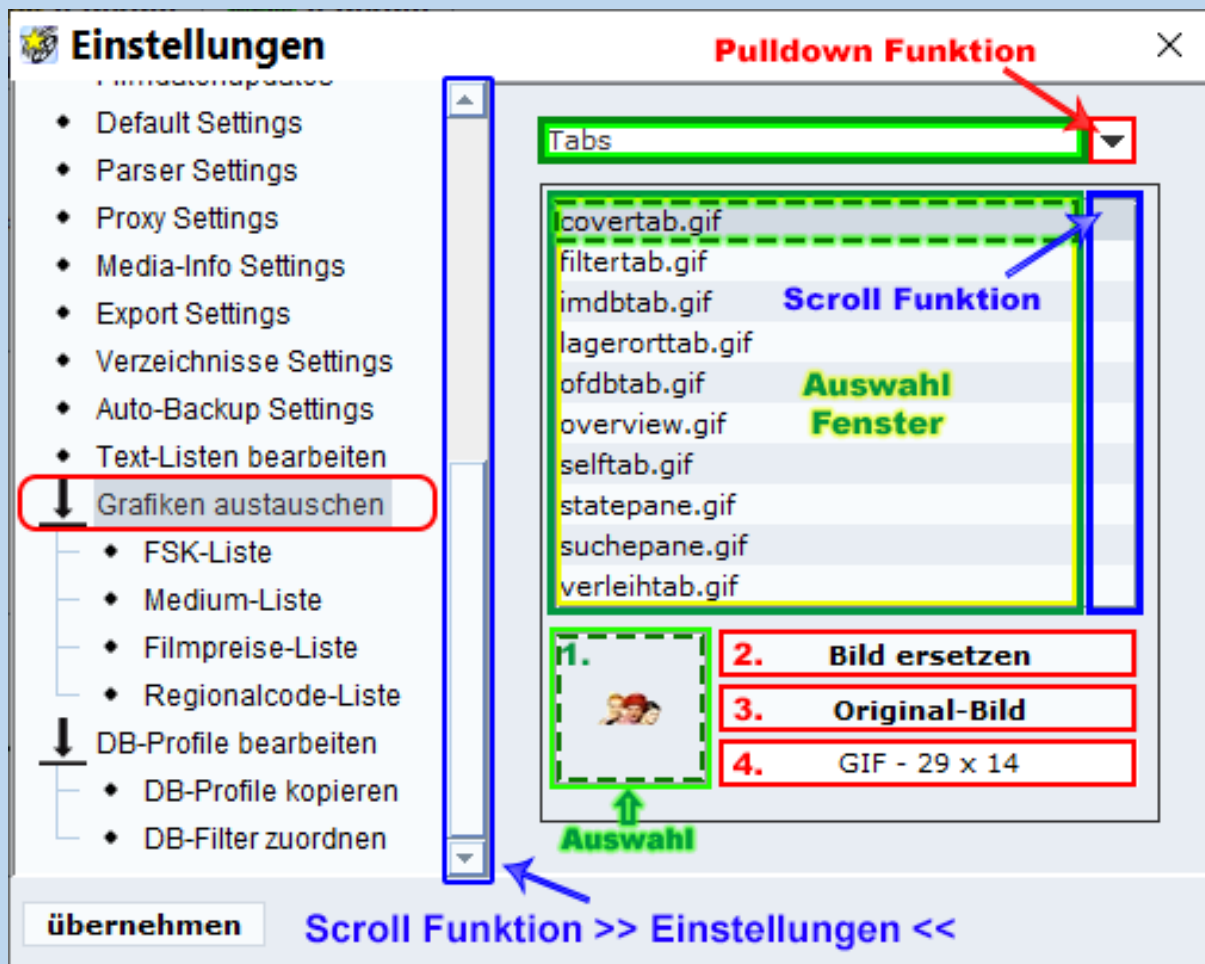 Einstellungen
Pulldown Funktion
Filmdatenupdates
Default Settings
Parser Settings
Proxy Settings
Media-Info Settings
Export Settings
Verzeichnisse Settings
Auto-Backup Settings
Text-Listen bearbeiten
Grafiken austauschen
FSK-Liste
Medium-Liste
Filmpreise-Liste
Regionalcode-Liste
DB-Profile bearbeiten
DB-Profile kopieren
DB-Filter zuordnen
Tabs
covertab.gif
filtertab.gif
imdbtab.gif
lagerorttab.gif
ofdbtab.gif
overview.gif
selftab.gif
statepane.gif
suchepane.gif
verleihtab.gif
Scroll Funktion
Auswahl
Fenster
1.
2. Bild ersetzen
3. Original-Bild
4. GIF - 29 x 14
Auswahl
übernehmen
Scroll Funktion >> Einstellungen <<